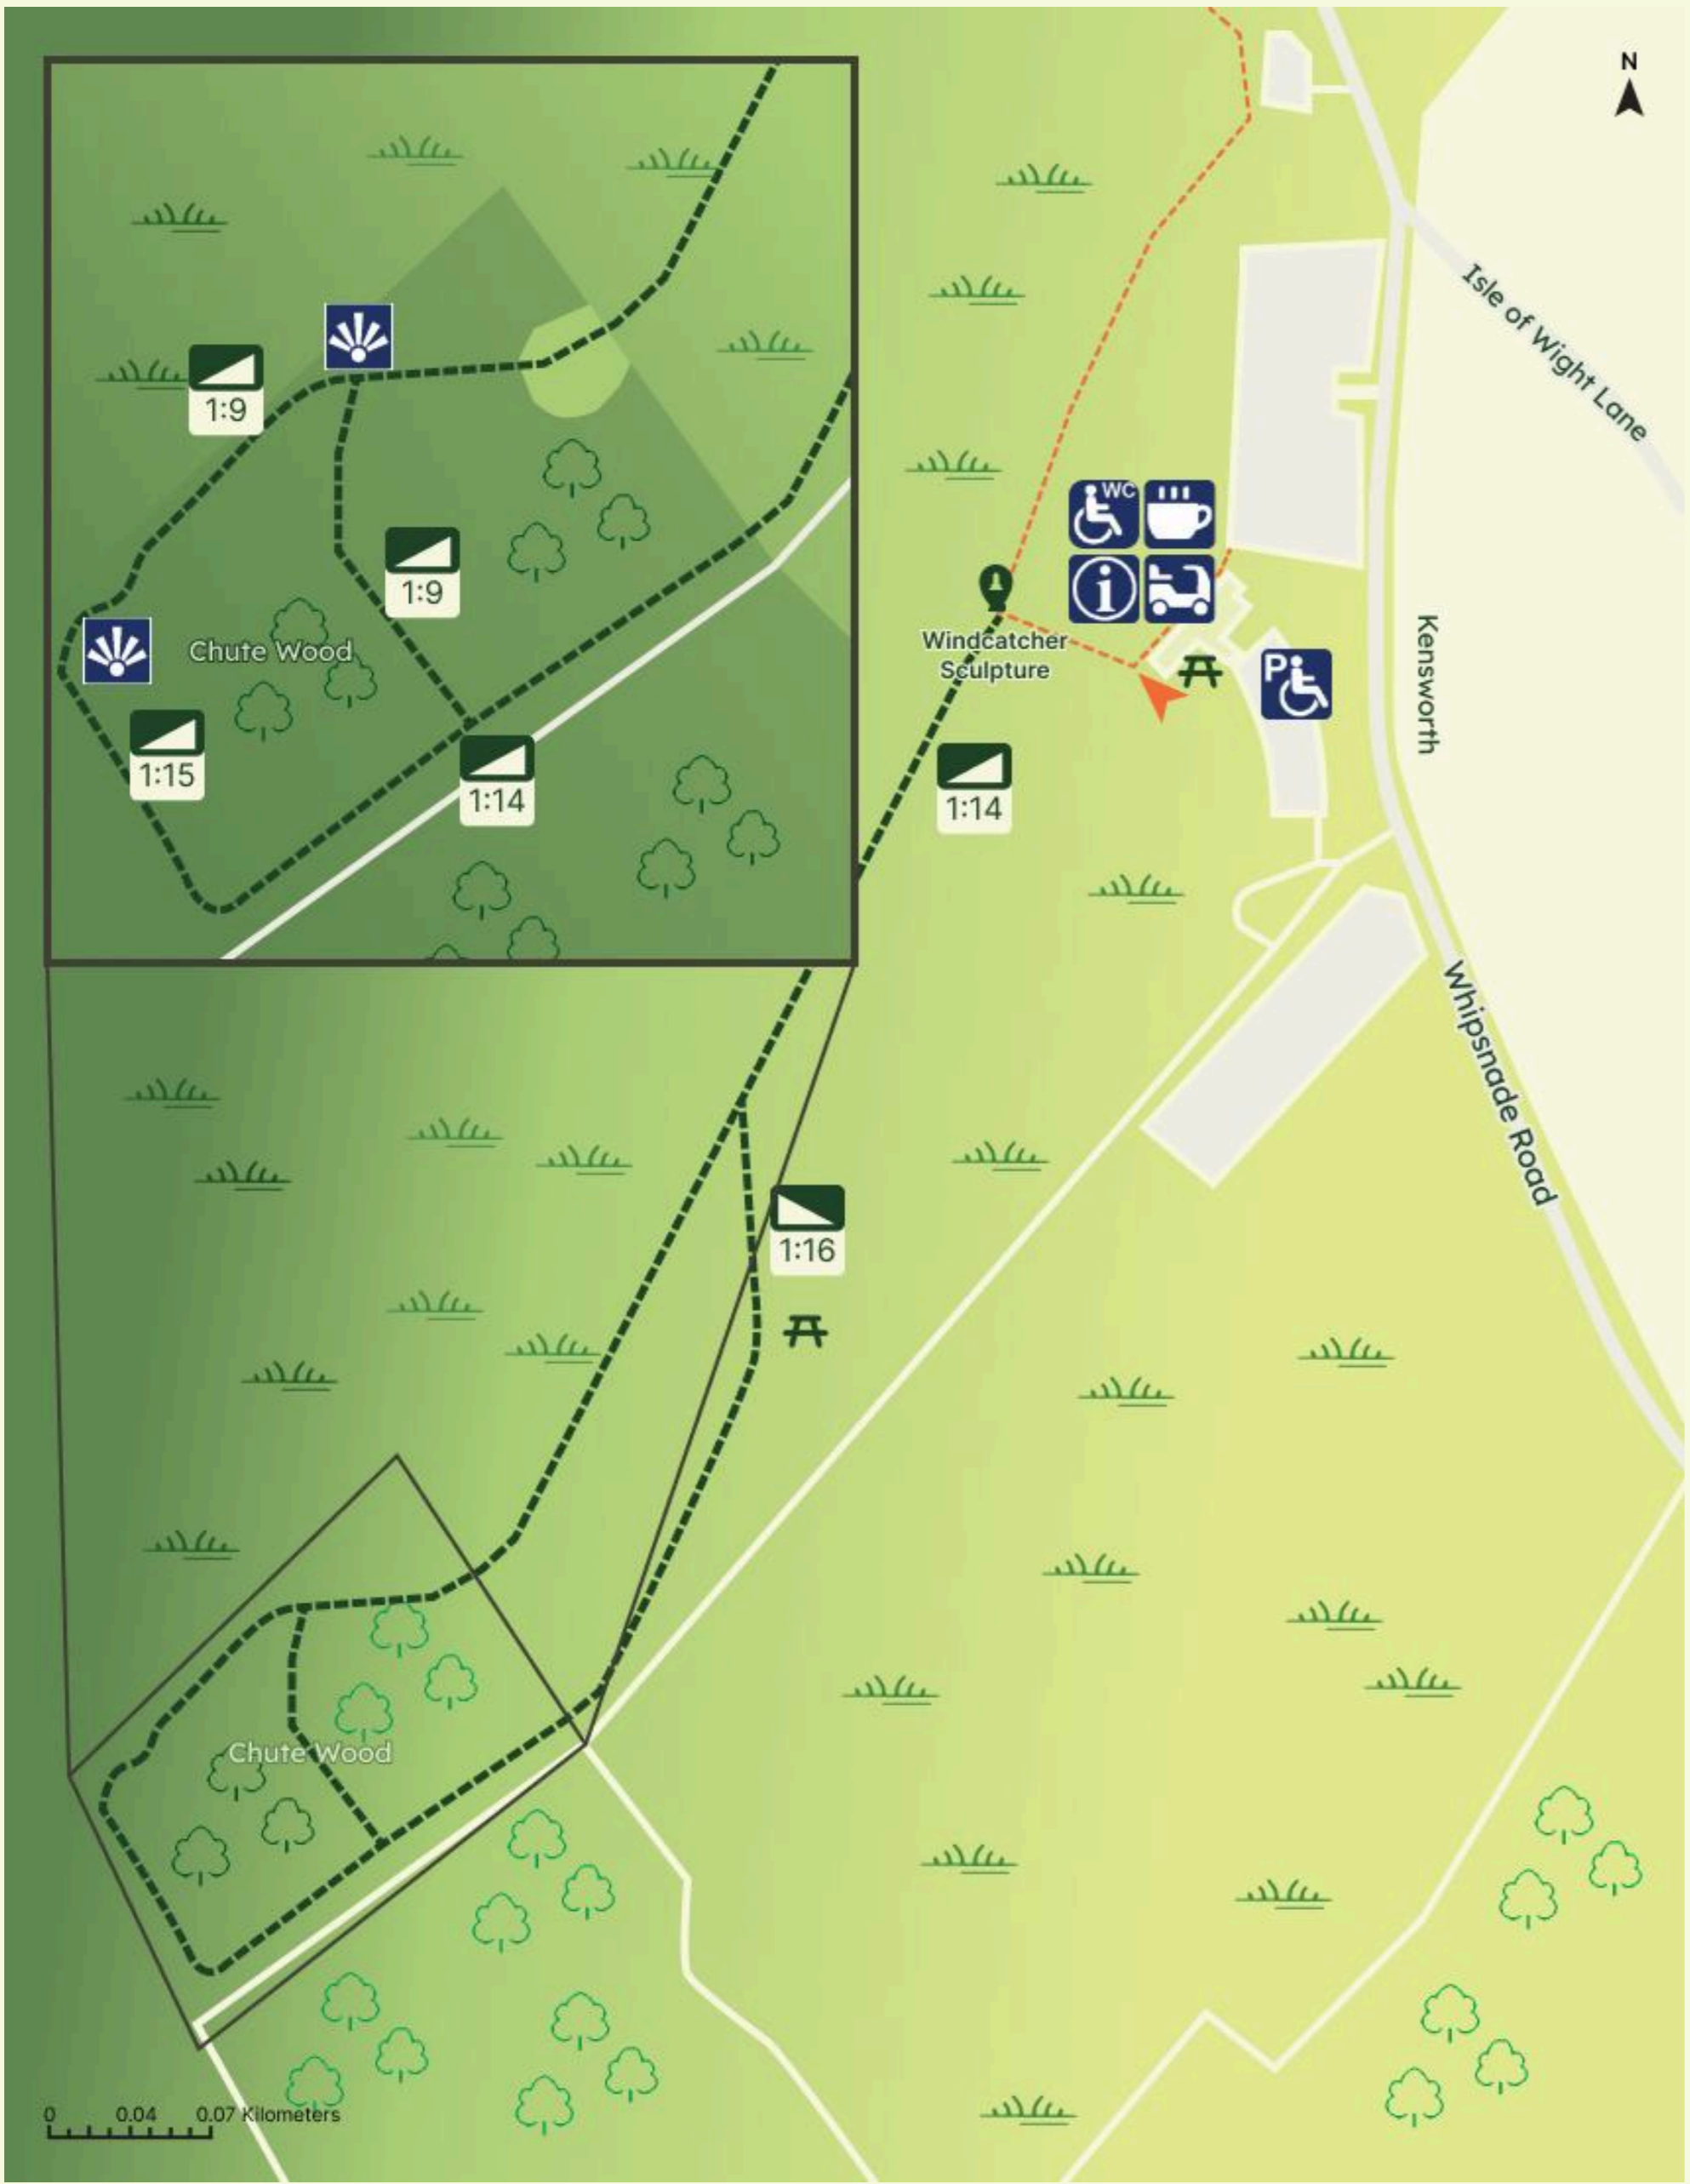 N
Isle of Wight Lane
1:9
WC
i
1:9
Windcatcher
Sculpture
Kensworth
Chute Wood
P
1:15
1:14
1:14
Whipsnade Road
1:16
Chute Wood
0 0.04 0.07 Kilometers